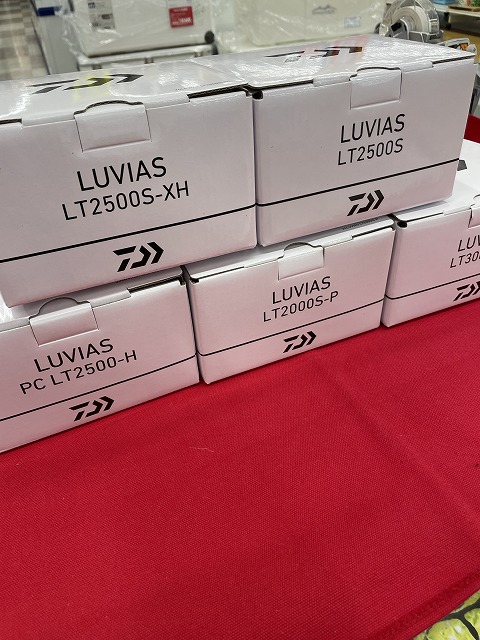 LUVIAS
LT2500S-XH
LUVIAS
LT2500S
LUVIAS
PC LT2500-H
LUVIAS
LT2000S-P